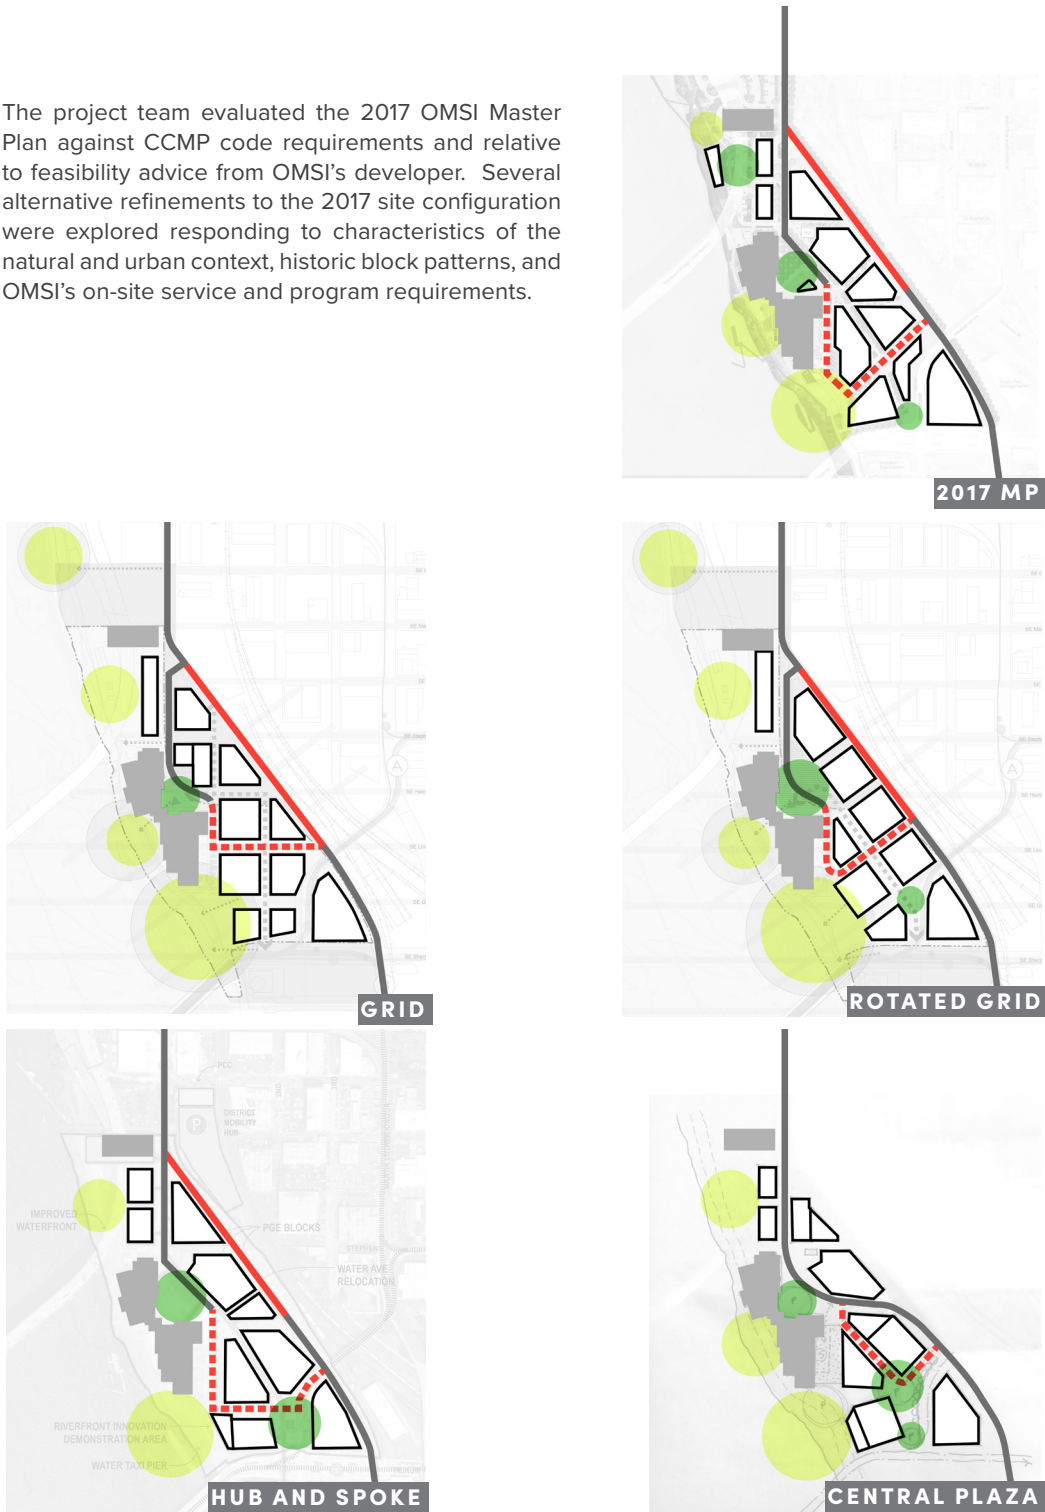 The project team evaluated the 2017 OMSI Master
Plan against CCMP code requirements and relative
to feasibility advice from OMSI’s developer.  Several
alternative refinements to the 2017 site configuration
were explored responding to characteristics of the
natural and urban context, historic block patterns, and
OMSI’s on-site service and program requirements.
2017 MP
A
GRID
A
ROTATED GRID
PCC
DISTRICT
MOBILITY
HUB
P
IMPROVED
WATERFRONT
PGE BLOCKS
STEPHENS
WATER AVE
RELOCATION
RIVERFRONT INNOVATION
DEMONSTRATION AREA
WATER TAXI PIER
HUB AND SPOKE
CENTRAL PLAZA